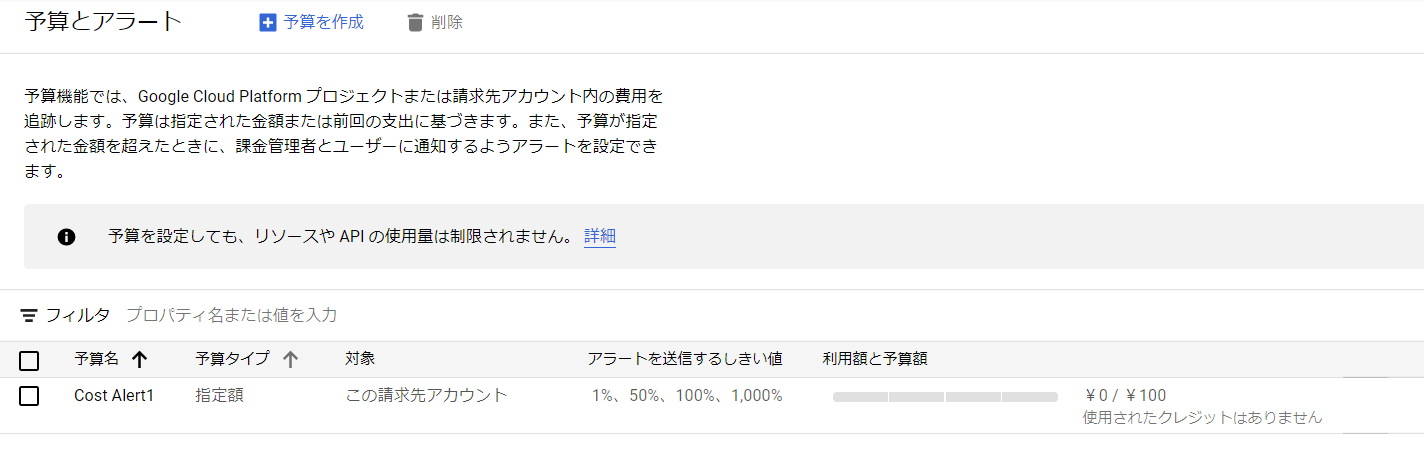 予算とアラート 予算を作成 削除
予算機能では、Google Cloud Platform プロジェクトまたは請求先アカウント内の費用を
追跡します。予算は指定された金額または前回の支出に基づきます。また、予算が指定
された金額を超えたときに、課金管理者とユーザーに通知するようアラートを設定でき
ます。
予算を設定しても、リソースや API の使用量は制限されません。 詳細
フィルタ プロパティ名または値を入力
予算名 予算タイプ 対象 アラートを送信するしきい値 利用額と予算額
Cost Alert1 指定額 この請求先アカウント 1%、50%、100%、1,000% ￥0 / ￥100
使用されたクレジットはありません